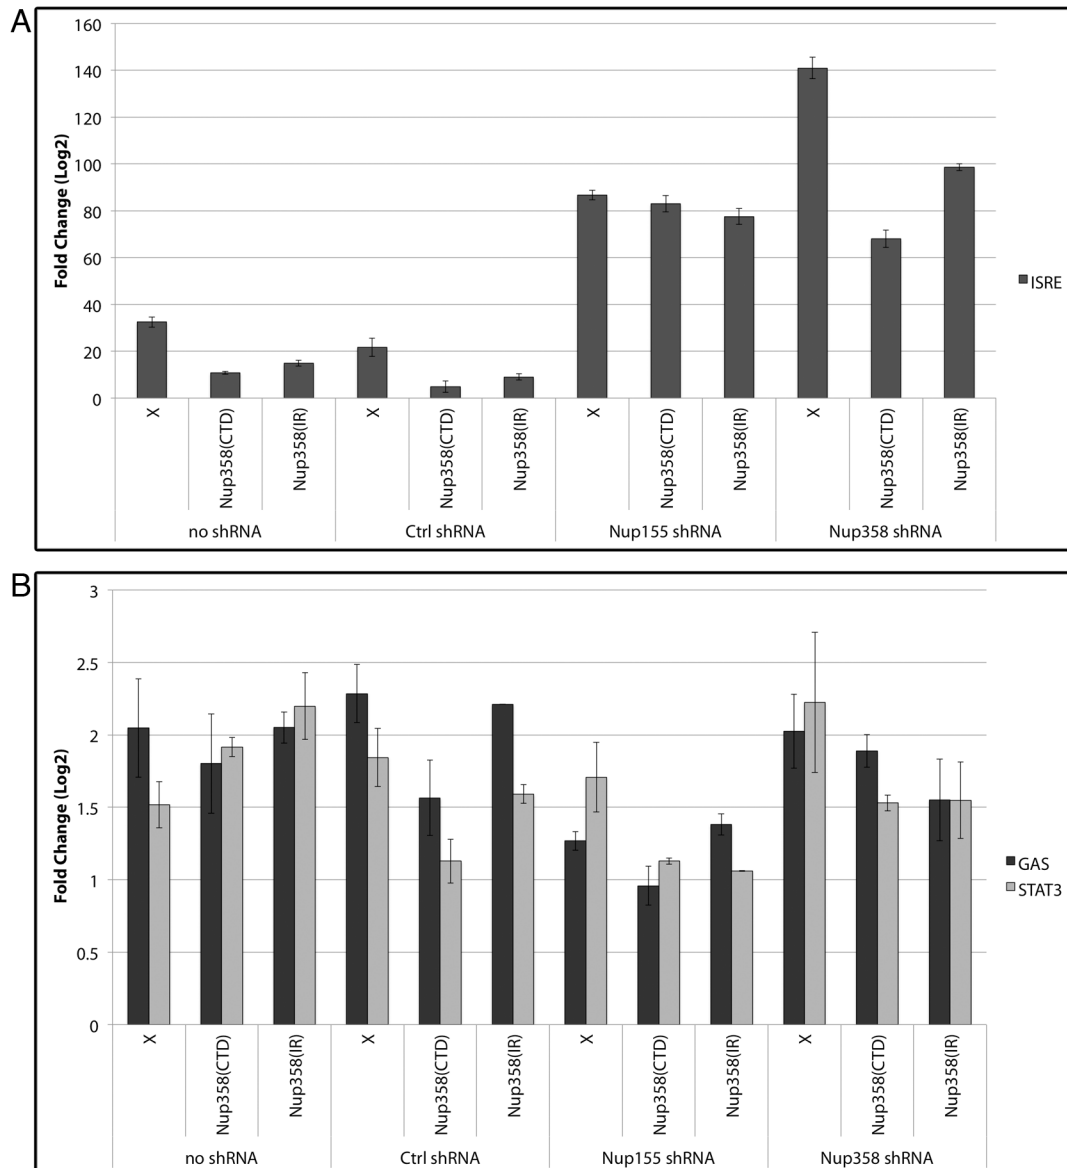 A
160
140
120
100
80
60
40
20
0
Fold Change (Log2)
ISRE
X
Nup358(CTD)
Nup358(IR)
X
Nup358(CTD)
Nup358(IR)
X
Nup358(CTD)
Nup358(IR)
X
Nup358(CTD)
Nup358(IR)
no shRNA
Ctrl shRNA
Nup155 shRNA
Nup358 shRNA
B
3
2.5
2
1.5
1
0.5
0
Fold Change (Log2)
GAS
STAT3
X
Nup358(CTD)
Nup358(IR)
X
Nup358(CTD)
Nup358(IR)
X
Nup358(CTD)
Nup358(IR)
X
Nup358(CTD)
Nup358(IR)
no shRNA
Ctrl shRNA
Nup155 shRNA
Nup358 shRNA